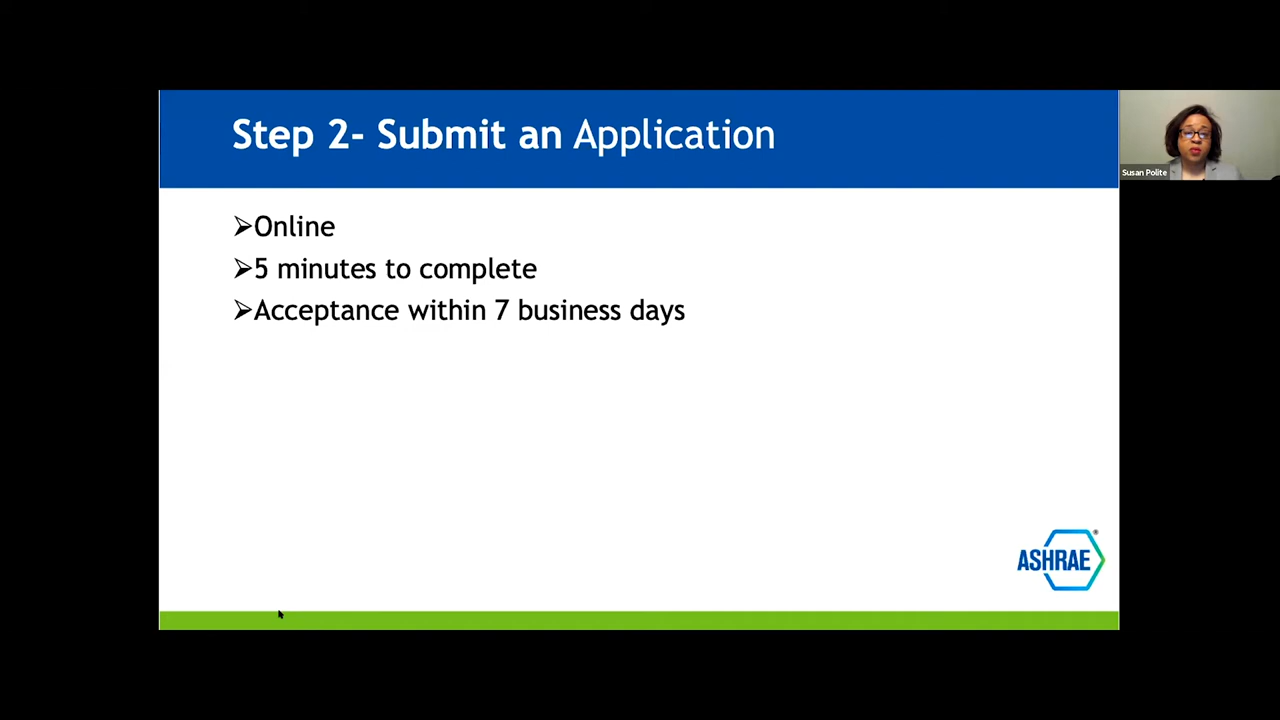 Step 2- Submit an Application
Susan Polite
➢Online
➢5 minutes to complete
➢Acceptance within 7 business days
ASHRAE®